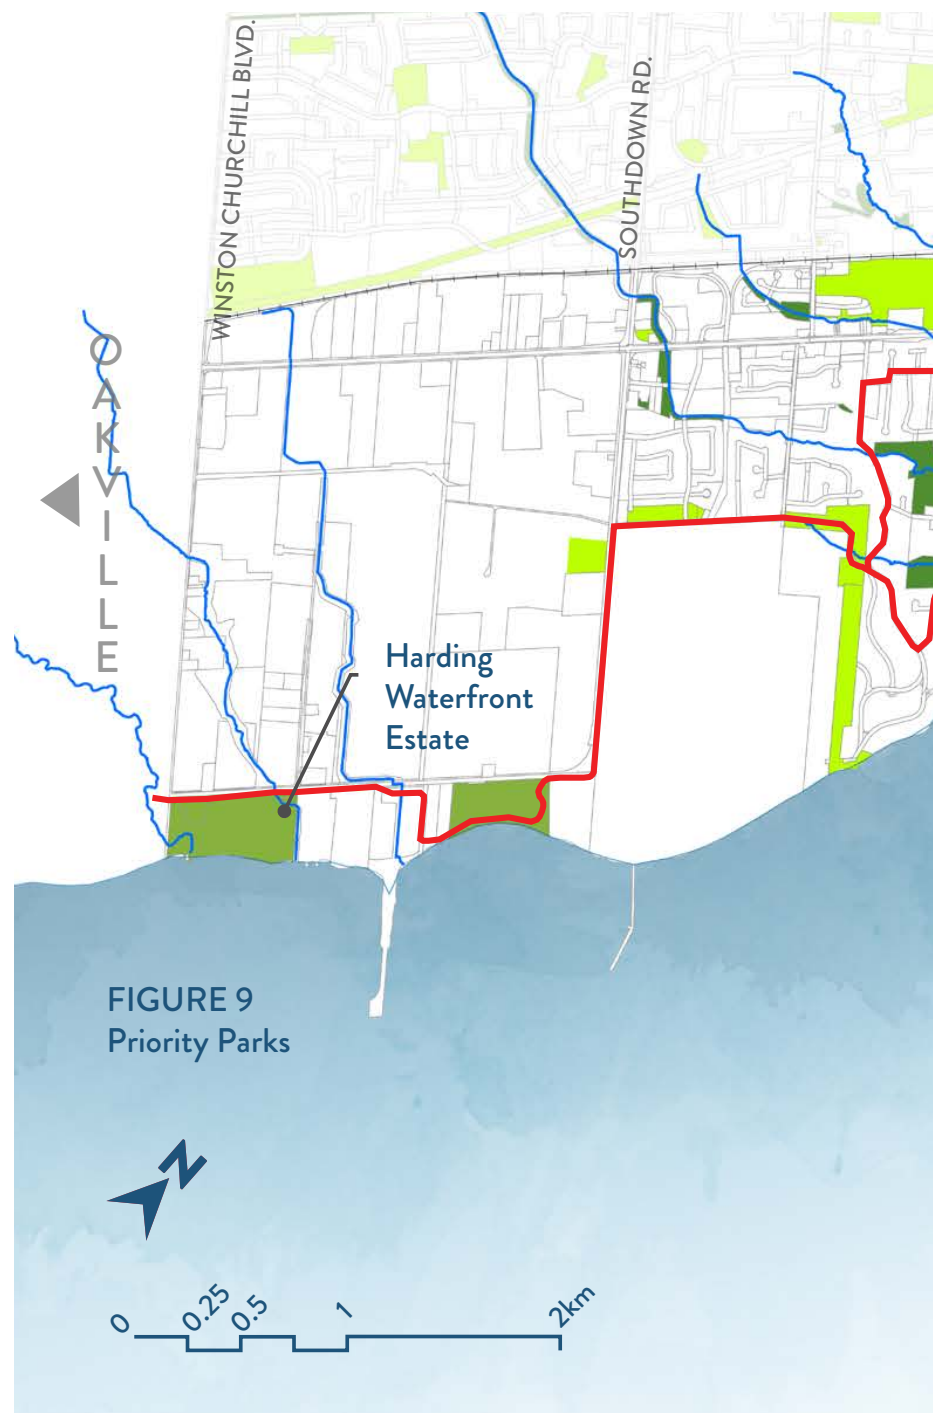 WINSTON CHURCHILL BLVD.
SOUTHDOWN RD.
OAKVILLE
Harding
Waterfront
Estate
FIGURE 9
Priority Parks
N
0
0.25
0.5
1
2km